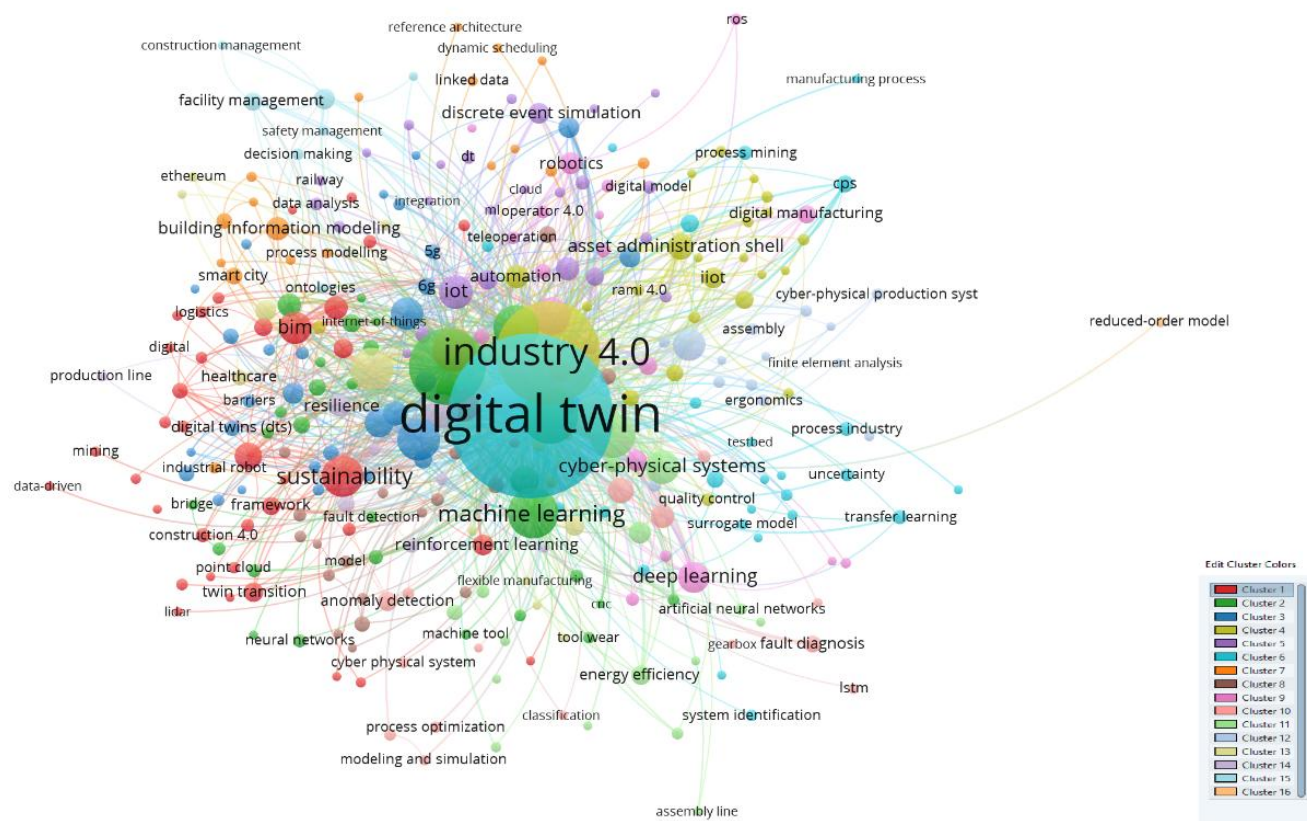 ros
reference architecture
construction management
dynamic scheduling
linked data
manufacturing process
facility management
discrete event simulation
safety management
decision making
dt
robotics
process mining
ethereum
railway
cloud
digital model
cps
data analysis
integration
ml
operator 4.0
digital manufacturing
building information modeling
teleoperation
process modelling
5g
asset administration shell
smart city
automation
iiot
ontologies
6g
iot
rami 4.0
cyber-physical production syst
logistics
bim
internet-of-things
assembly
reduced-order model
digital
industry 4.0
finite element analysis
production line
healthcare
barriers
resilience
ergonomics
digital twin
digital twins (dts)
process industry
testbed
mining
industrial robot
sustainability
cyber-physical systems
uncertainty
data-driven
bridge
framework
quality control
fault detection
machine learning
surrogate model
transfer learning
construction 4.0
reinforcement learning
point cloud
model
deep learning
twin transition
flexible manufacturing
lidar
anomaly detection
cnc
artificial neural networks
neural networks
machine tool
tool wear
gearbox
fault diagnosis
cyber physical system
energy efficiency
lstm
classification
system identification
process optimization
modeling and simulation
assembly line
Edit Cluster Colors
Cluster 1
Cluster 2
Cluster 3
Cluster 4
Cluster 5
Cluster 6
Cluster 7
Cluster 8
Cluster 9
Cluster 10
Cluster 11
Cluster 12
Cluster 13
Cluster 14
Cluster 15
Cluster 16